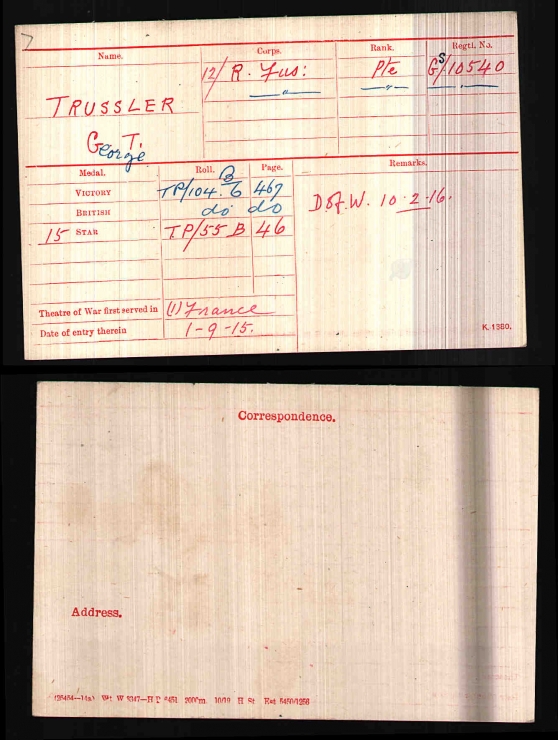 Name. Corps. Rank. Regtl. No.
12/ R. Fus: Pte GS/10540
" " "
TRUSSLER
George T.
Medal. Roll. Page. Remarks.
VICTORY TP/104 B 6 467 D of W. 10.2.16.
BRITISH do do
15 STAR TP/55 B 46
Theatre of War first served in (1) France
Date of entry therein 1-9-15.
K. 1380.
Correspondence.
Address.